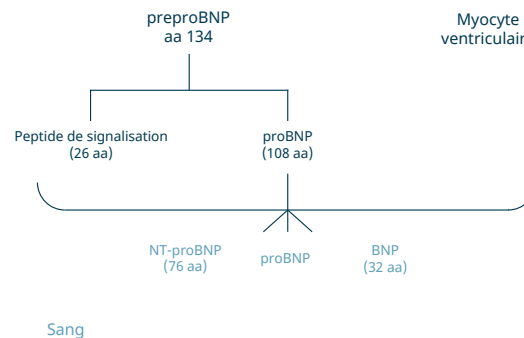 preproBNP
aa 134
Myocyte
ventriculair
Peptide de signalisation
(26 aa)
proBNP
(108 aa)
NT-proBNP
(76 aa)
proBNP
BNP
(32 aa)
Sang